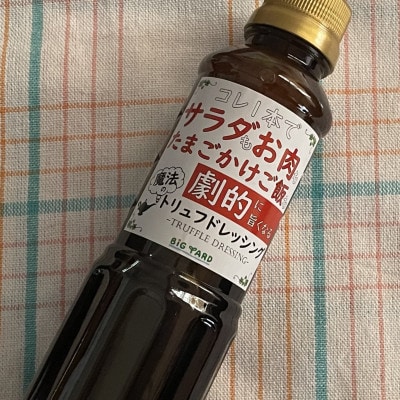 コレ1本で
サラダもお肉も
たまごかけご飯も
劇的に旨くなる
魔法の
トリュフドレッシング
-TRUFFLE DRESSING-
BiG YARD